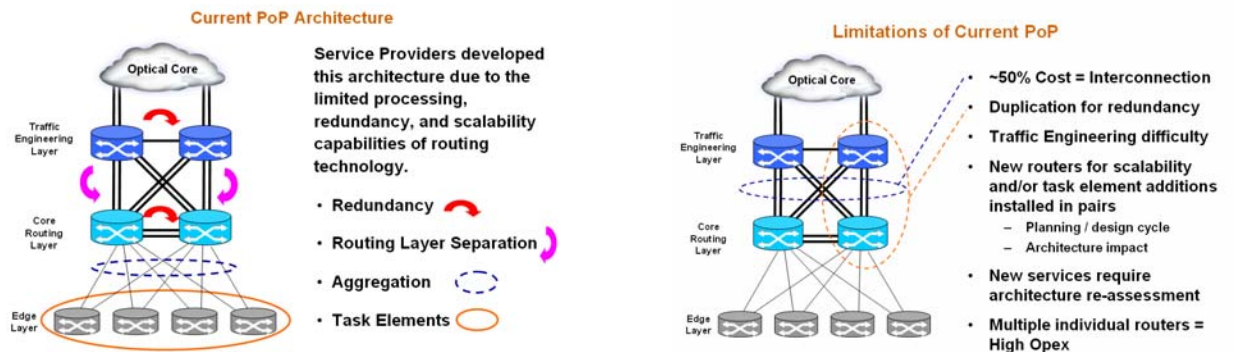 Current PoP Architecture
Optical Core
Traffic
Engineering
Layer
Core
Routing
Layer
Edge
Layer
Service Providers developed
this architecture due to the
limited processing,
redundancy, and scalability
capabilities of routing
technology.
• Redundancy
• Routing Layer Separation
• Aggregation
• Task Elements
Limitations of Current PoP
Optical Core
Traffic
Engineering
Layer
Core
Routing
Layer
Edge
Layer
• ~50% Cost = Interconnection
• Duplication for redundancy
• Traffic Engineering difficulty
• New routers for scalability
and/or task element additions
installed in pairs
– Planning / design cycle
– Architecture impact
• New services require
architecture re-assessment
• Multiple individual routers =
High Opex